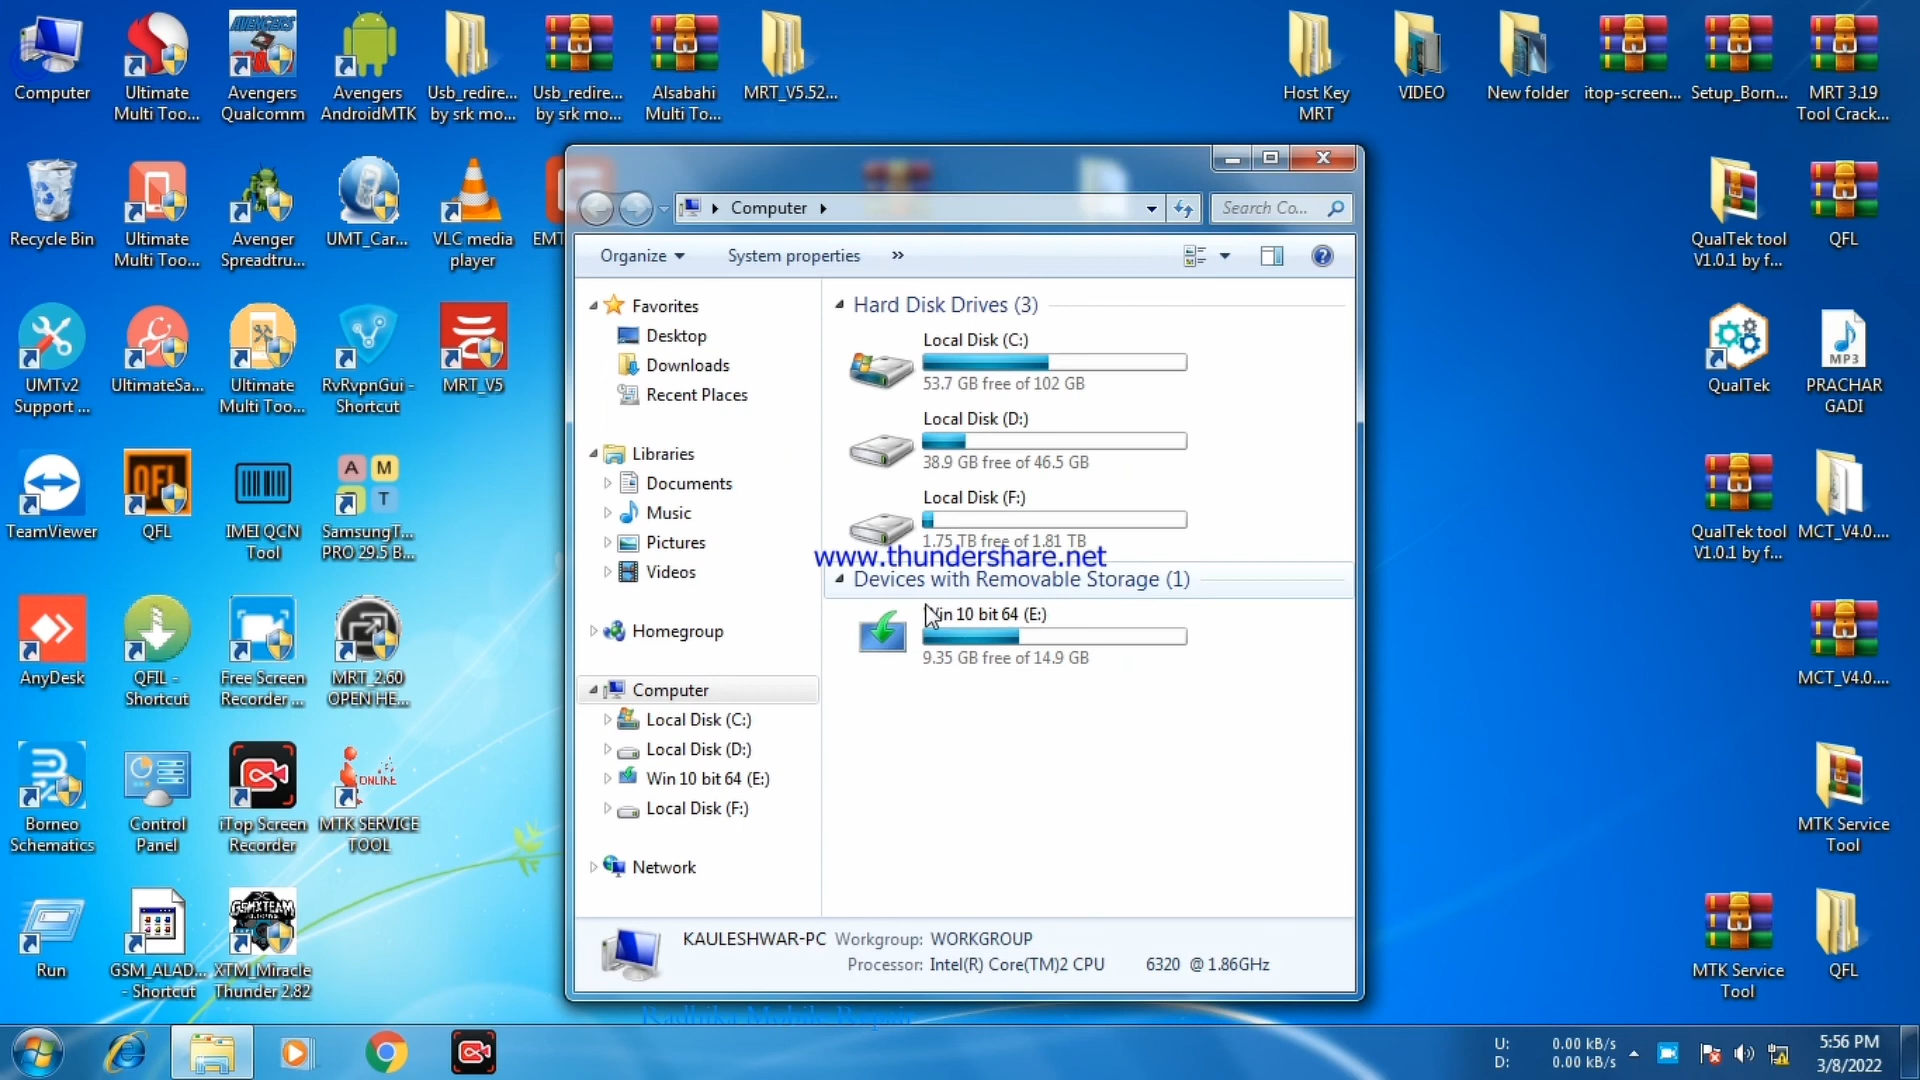 Computer
Ultimate
Multi Too...
Avengers
Qualcomm
Avengers
AndroidMTK
Usb_redire...
by srk mo...
Usb_redire...
by srk mo...
Alsabahi
Multi To...
MRT_V5.52...
Host Key
MRT
VIDEO
New folder
itop-screen...
Setup_Born...
MRT 3.19
Tool Crack...
Recycle Bin
Ultimate
Multi Too...
Avenger
Spreadtru...
UMT_Car...
VLC media
player
EMT
QualTek tool
V1.0.1 by f...
QFL
UMTv2
Support ...
UltimateSa...
Ultimate
Multi Too...
RvRvpnGui -
Shortcut
MRT_V5
QualTek
MP3
PRACHAR
GADI
TeamViewer
QFL
QFL
IMEI QCN
Tool
A M
T
SamsungT...
PRO 29.5 B...
QualTek tool
V1.0.1 by f...
MCT_V4.0....
AnyDesk
QFIL -
Shortcut
Free Screen
Recorder ...
MRT_2.60
OPEN HE...
MCT_V4.0....
Borneo
Schematics
Control
Panel
iTop Screen
Recorder
ONLINE
MTK SERVICE
TOOL
MTK Service
Tool
Run
GSM_ALAD...
- Shortcut
GSMXTEAM
XTM_Miracle
Thunder 2.82
MTK Service
Tool
QFL
Computer
Search Co...
Organize
System properties
»
Favorites
Desktop
Downloads
Recent Places
Libraries
Documents
Music
Pictures
Videos
Homegroup
Computer
Local Disk (C:)
Local Disk (D:)
Win 10 bit 64 (E:)
Local Disk (F:)
Network
Hard Disk Drives (3)
Local Disk (C:)
53.7 GB free of 102 GB
Local Disk (D:)
38.9 GB free of 46.5 GB
Local Disk (F:)
1.75 TB free of 1.81 TB
www.thundershare.net
Devices with Removable Storage (1)
Win 10 bit 64 (E:)
9.35 GB free of 14.9 GB
KAULESHWAR-PC Workgroup: WORKGROUP
Processor: Intel(R) Core(TM)2 CPU 6320 @ 1.86GHz
Radhika Mobile Repair
U: 0.00 kB/s
D: 0.00 kB/s
5:56 PM
3/8/2022